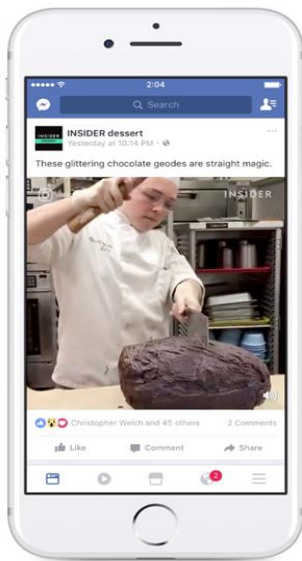 2:04
Search
INSIDER dessert
Yesterday at 10:14 PM ·
These glittering chocolate geodes are straight magic.
INSIDER
Christopher Welch and 45 others 2 Comments
Like Comment Share
2